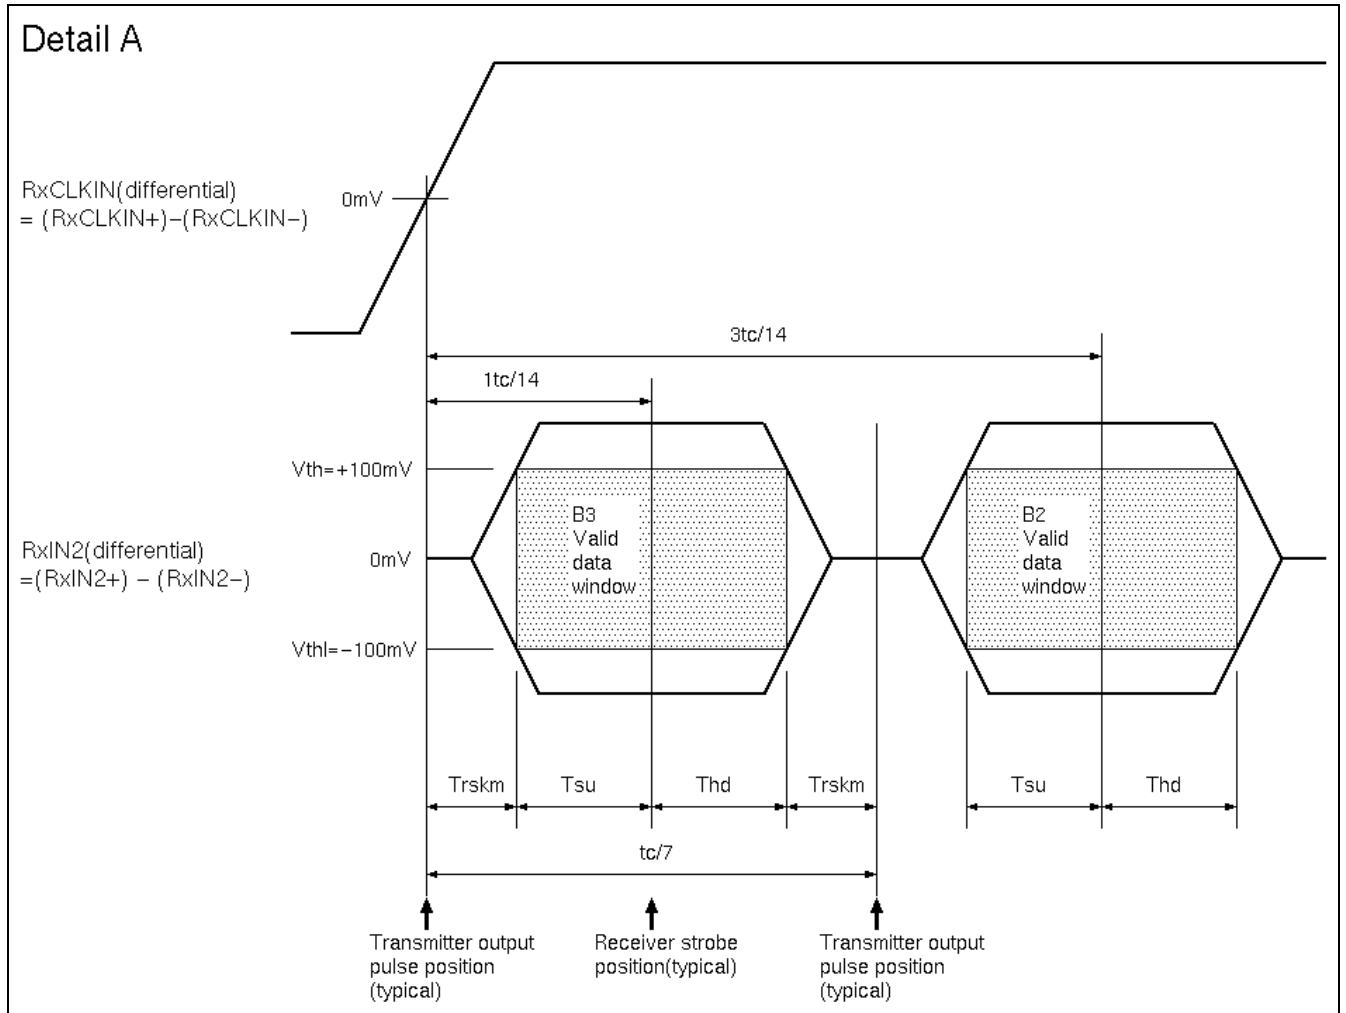 Detail A
RxCLKIN(differential)
= (RxCLKIN+)−(RxCLKIN−)
0mV
3tc/14
1tc/14
Vth=+100mV
B3
Valid
data
window
B2
Valid
data
window
RxIN2(differential)
=(RxIN2+) − (RxIN2−)
0mV
Vthl=−100mV
Trskm
Tsu
Thd
Trskm
Tsu
Thd
tc/7
Transmitter output
pulse position
(typical)
Receiver strobe
position(typical)
Transmitter output
pulse position
(typical)